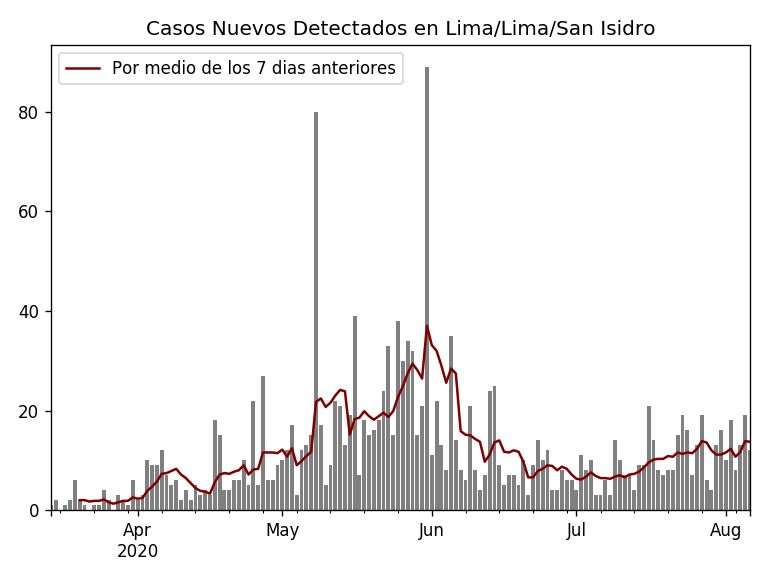 Casos Nuevos Detectados en Lima/Lima/San Isidro
Por medio de los 7 dias anteriores
80
60
40
20
0
Apr
2020
May
Jun
Jul
Aug